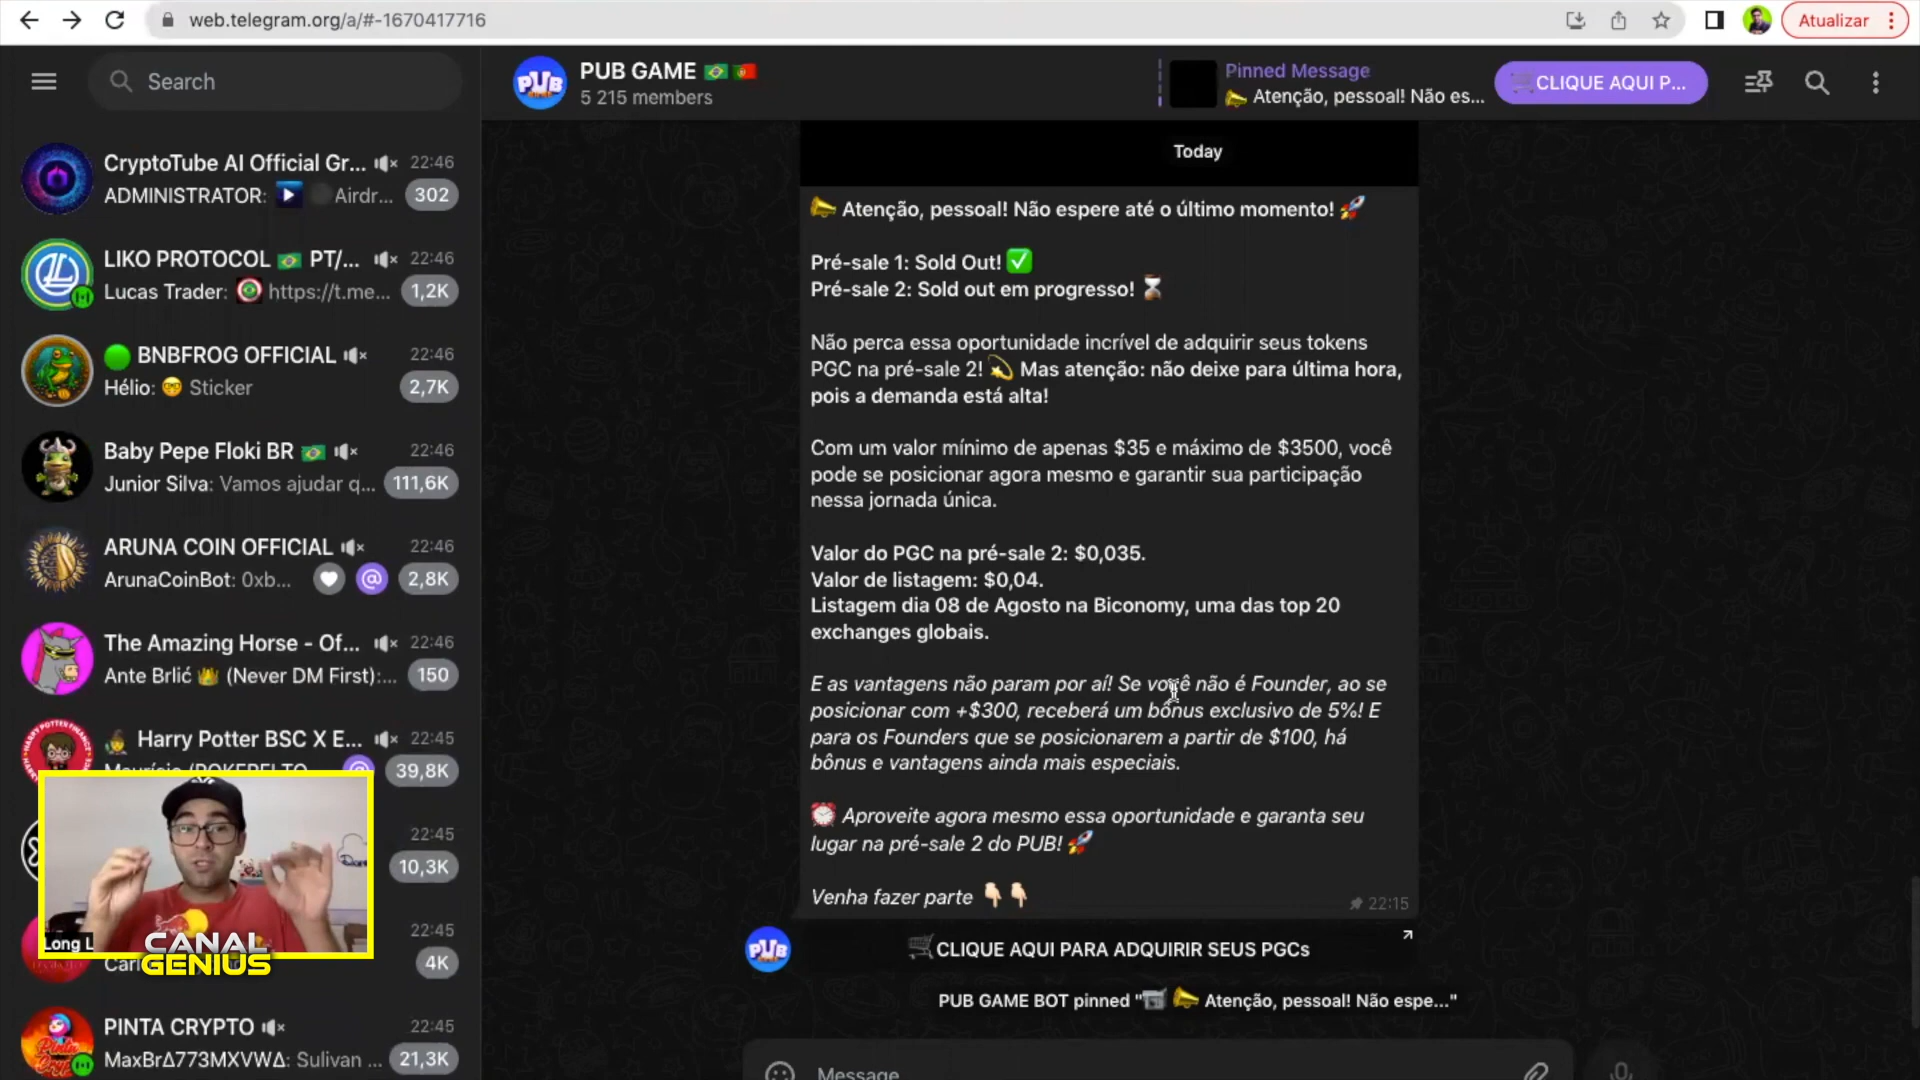 web.telegram.org/a/#-1670417716
Atualizar
Search
PUB GAME 🇧🇷 🇵🇹
5 215 members
Pinned Message
📣 Atenção, pessoal! Não es...
🛒CLIQUE AQUI P...
CryptoTube AI Official Gr...
22:46
ADMINISTRATOR: ▶️ Airdr...
302
LIKO PROTOCOL 🇧🇷 PT/...
22:46
Lucas Trader: https://t.me...
1,2K
🟢 BNBFROG OFFICIAL
22:46
Hélio: 🤓 Sticker
2,7K
Baby Pepe Floki BR 🇧🇷
22:46
Junior Silva: Vamos ajudar q...
111,6K
ARUNA COIN OFFICIAL
22:46
ArunaCoinBot: 0xb...
@
2,8K
The Amazing Horse - Of...
22:46
Ante Brlić 👑 (Never DM First):...
150
Harry Potter BSC X E...
22:45
39,8K
22:45
10,3K
22:45
4K
PINTA CRYPTO
22:45
MaxBrΔ773MXVWΔ: Sulivan ...
21,3K
Long L
CANAL
GENIUS
Today
📣 Atenção, pessoal! Não espere até o último momento! 🚀
Pré-sale 1: Sold Out! ✅
Pré-sale 2: Sold out em progresso! ⏳
Não perca essa oportunidade incrível de adquirir seus tokens
PGC na pré-sale 2! 💫 Mas atenção: não deixe para última hora,
pois a demanda está alta!
Com um valor mínimo de apenas $35 e máximo de $3500, você
pode se posicionar agora mesmo e garantir sua participação
nessa jornada única.
Valor do PGC na pré-sale 2: $0,035.
Valor de listagem: $0,04.
Listagem dia 08 de Agosto na Biconomy, uma das top 20
exchanges globais.
E as vantagens não param por aí! Se você não é Founder, ao se
posicionar com +$300, receberá um bônus exclusivo de 5%! E
para os Founders que se posicionarem a partir de $100, há
bônus e vantagens ainda mais especiais.
⏰ Aproveite agora mesmo essa oportunidade e garanta seu
lugar na pré-sale 2 do PUB! 🚀
Venha fazer parte 👇🏻👇🏻
22:15
PUB
🛒CLIQUE AQUI PARA ADQUIRIR SEUS PGCs
PUB GAME BOT pinned "📣 Atenção, pessoal! Não espe..."
Message